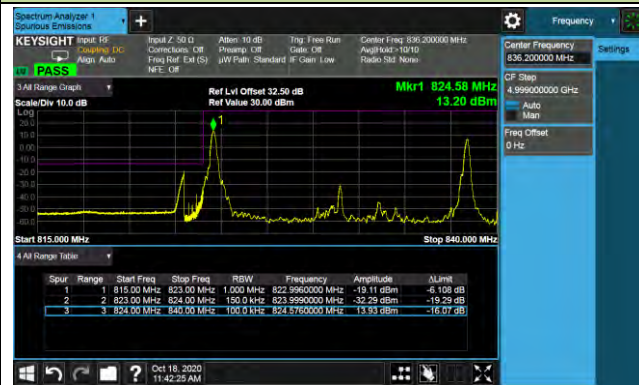 Spectrum Analyzer 1
Spurious Emissions
Frequency
KEYSIGHT Input: RF Input Z: 50 Ω Atten: 10 dB Trig: Free Run Center Freq: 836.200000 MHz
Coupling: DC Corrections: Off Preamp: Off Gate: Off Avg|Hold:>10/10
Align: Auto Freq Ref: Ext (S) µW Path: Standard IF Gain: Low Radio Std: None
NFE: Off
PASS
Center Frequency
836.200000 MHz
Settings
CF Step
4.999000000 GHz
Auto
Man
Freq Offset
0 Hz
3 All Range Graph
Ref Lvl Offset 32.50 dB
Mkr1 824.58 MHz
Scale/Div 10.0 dB
Ref Value 30.00 dBm
13.20 dBm
Log
20.0
10.0
0.00
-10.0
-20.0
-30.0
-40.0
-50.0
-60.0
1
Start 815.000 MHz
Stop 840.000 MHz
4 All Range Table
Spur Range Start Freq Stop Freq RBW Frequency Amplitude ΔLimit
1 1 815.00 MHz 823.00 MHz 1.000 MHz 822.9960000 MHz -19.11 dBm -6.108 dB
2 2 823.00 MHz 824.00 MHz 150.0 kHz 823.9990000 MHz -32.29 dBm -19.29 dB
3 3 824.00 MHz 840.00 MHz 100.0 kHz 824.5760000 MHz 13.93 dBm -16.07 dB
?
Oct 18, 2020
11:42:25 AM